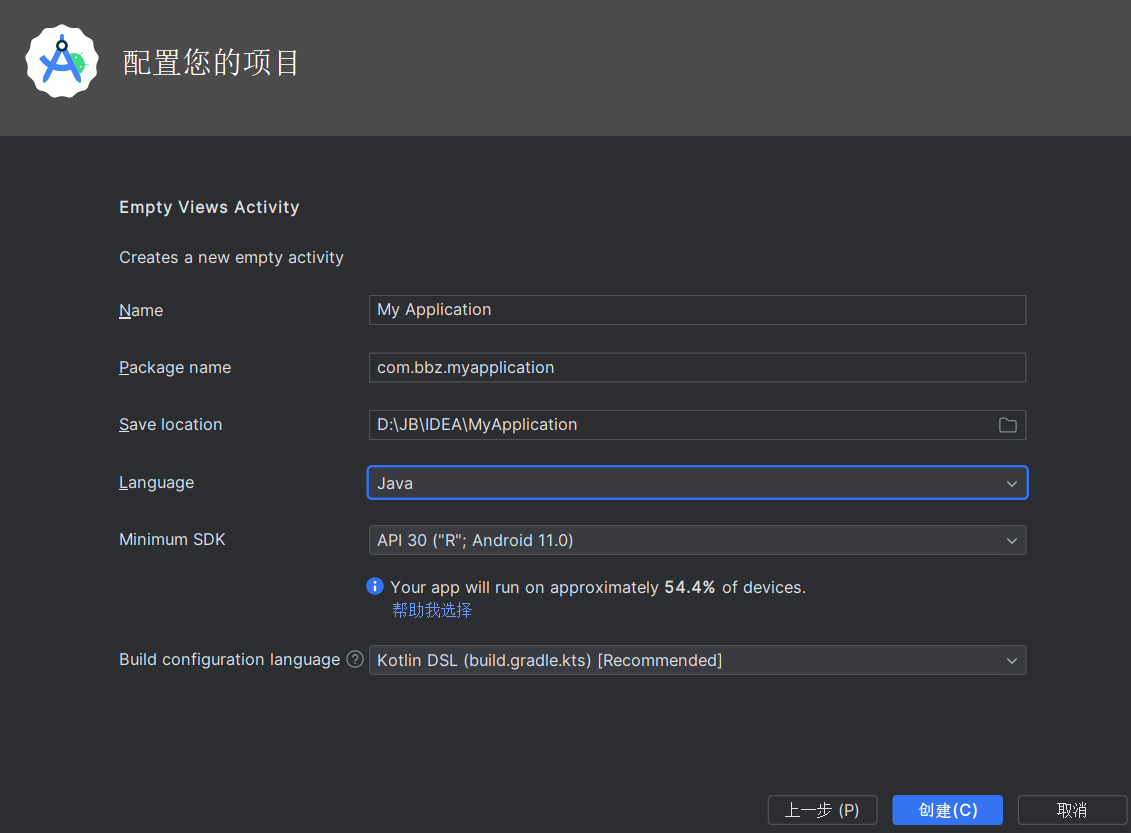 配置您的项目
Empty Views Activity
Creates a new empty activity
Name
My Application
Package name
com.bbz.myapplication
Save location
D:\JB\IDEA\MyApplication
Language
Java
Minimum SDK
API 30 ("R"; Android 11.0)
Your app will run on approximately 54.4% of devices.
帮助我选择
Build configuration language ?
Kotlin DSL (build.gradle.kts) [Recommended]
上一步 (P)
创建(C)
取消